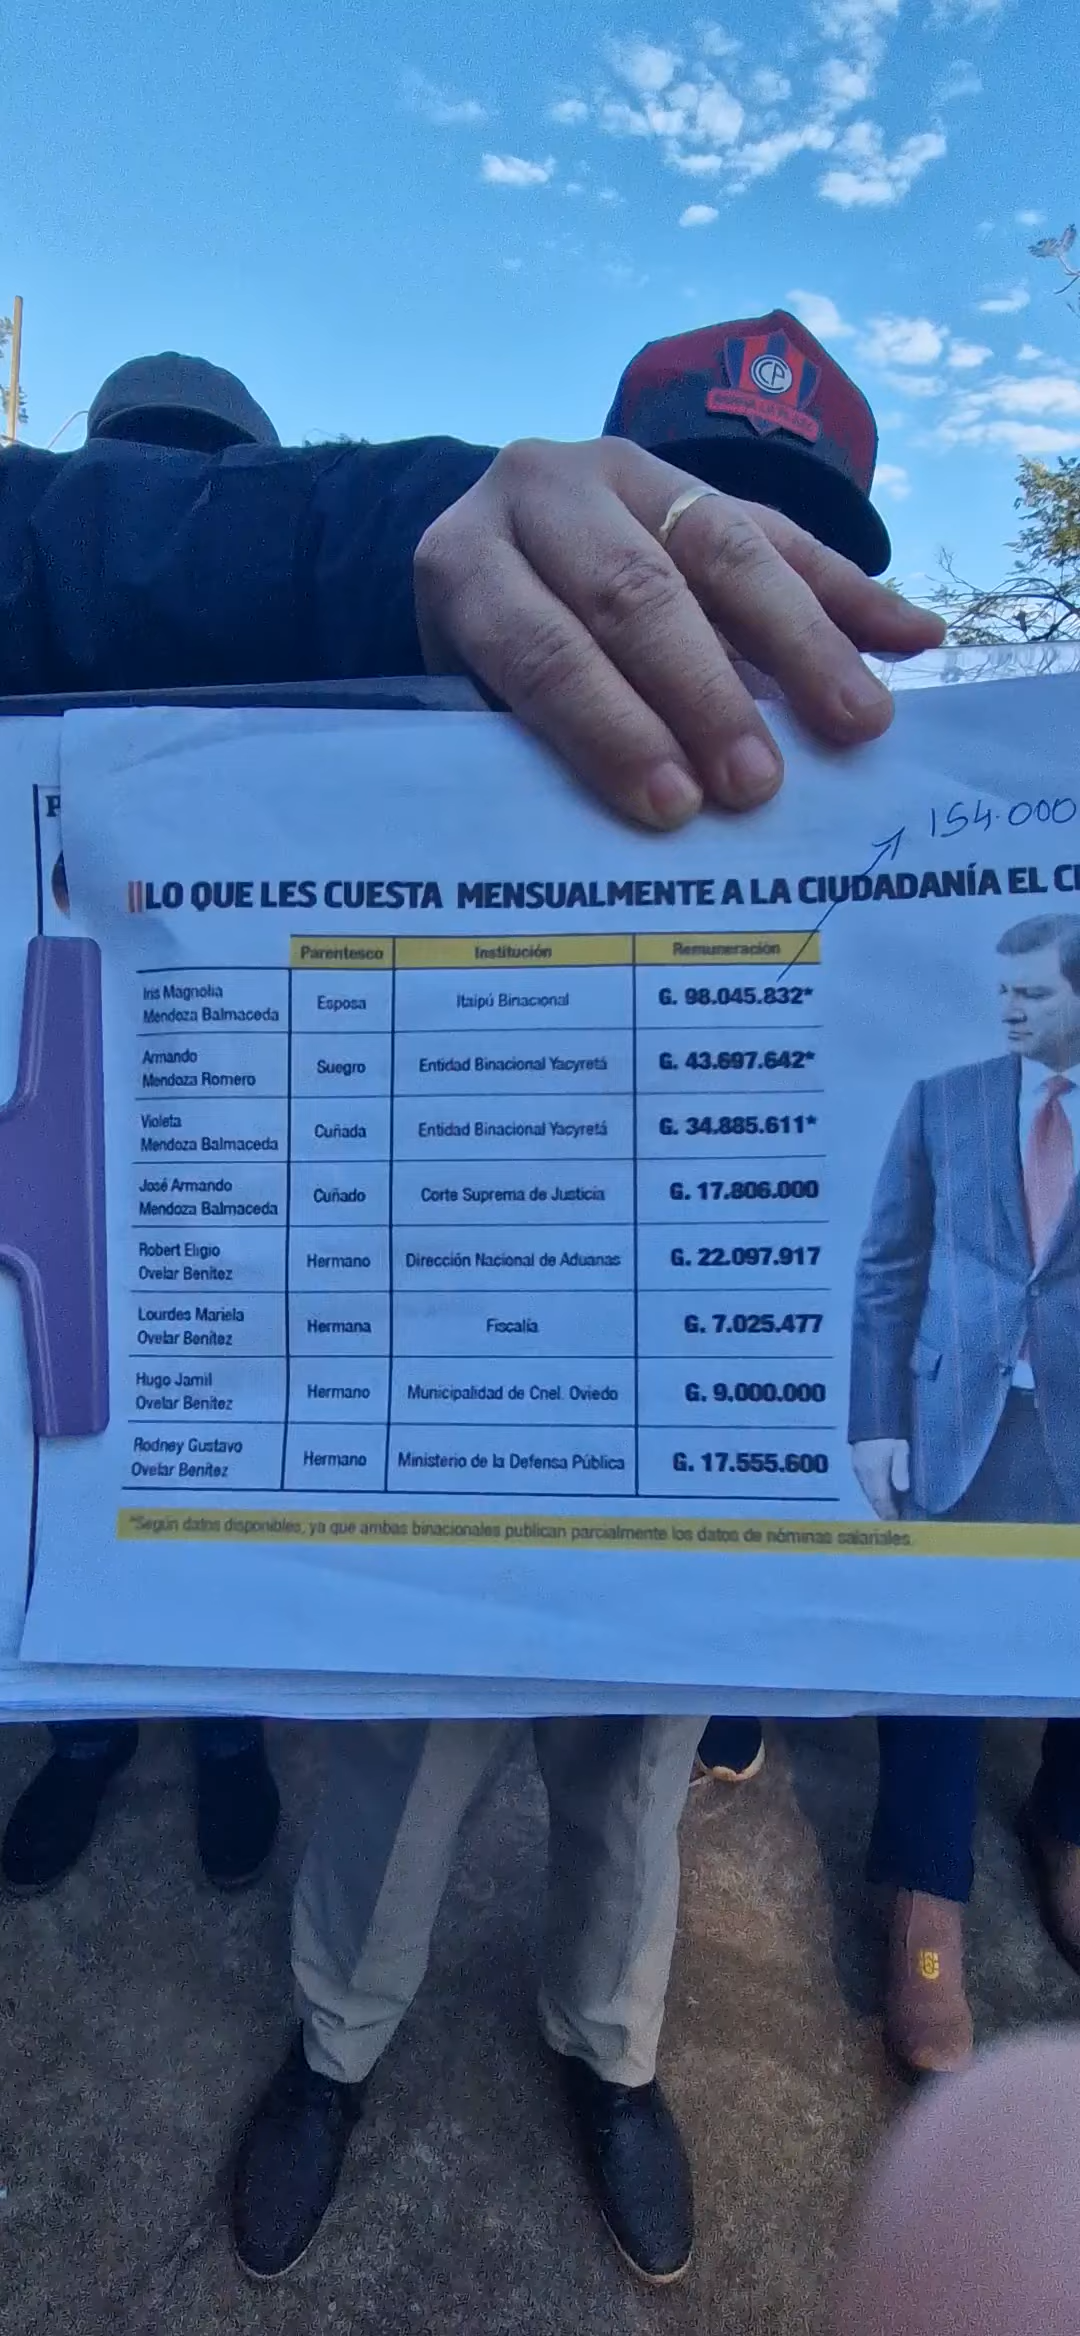 154.000
LO QUE LES CUESTA MENSUALMENTE A LA CIUDADANÍA EL C
Parentesco Institución Remuneración
Iris Magnolia
Mendoza Balmaceda Esposa Itaipú Binacional G. 98.045.832*
Armando
Mendoza Romero Suegro Entidad Binacional Yacyretá G. 43.697.642*
Violeta
Mendoza Balmaceda Cuñada Entidad Binacional Yacyretá G. 34.885.611*
José Armando
Mendoza Balmaceda Cuñado Corte Suprema de Justicia G. 17.806.000
Robert Eligio
Ovelar Benítez Hermano Dirección Nacional de Aduanas G. 22.097.917
Lourdes Mariela
Ovelar Benítez Hermana Fiscalía G. 7.025.477
Hugo Jamil
Ovelar Benítez Hermano Municipalidad de Cnel. Oviedo G. 9.000.000
Rodney Gustavo
Ovelar Benítez Hermano Ministerio de la Defensa Pública G. 17.555.600
*Según datos disponibles, ya que ambas binacionales publican parcialmente los datos de nóminas salariales.